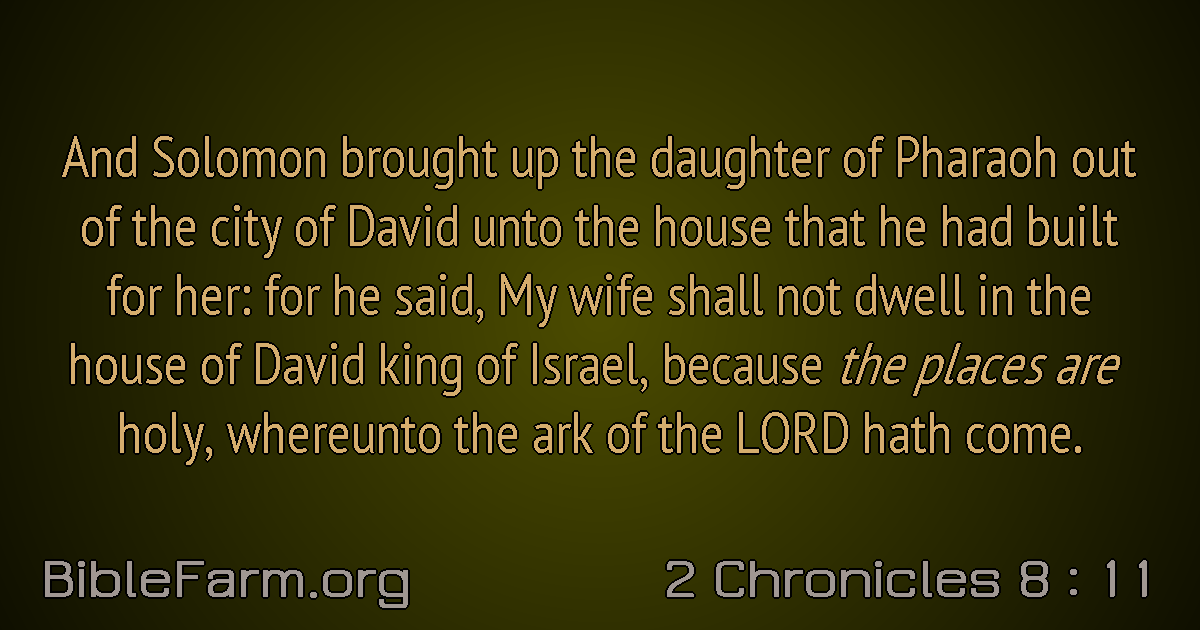 And Solomon brought up the daughter of Pharaoh out
of the city of David unto the house that he had built
for her: for he said, My wife shall not dwell in the
house of David king of Israel, because the places are
holy, whereunto the ark of the LORD hath come.
BibleFarm.org
2 Chronicles 8 : 11